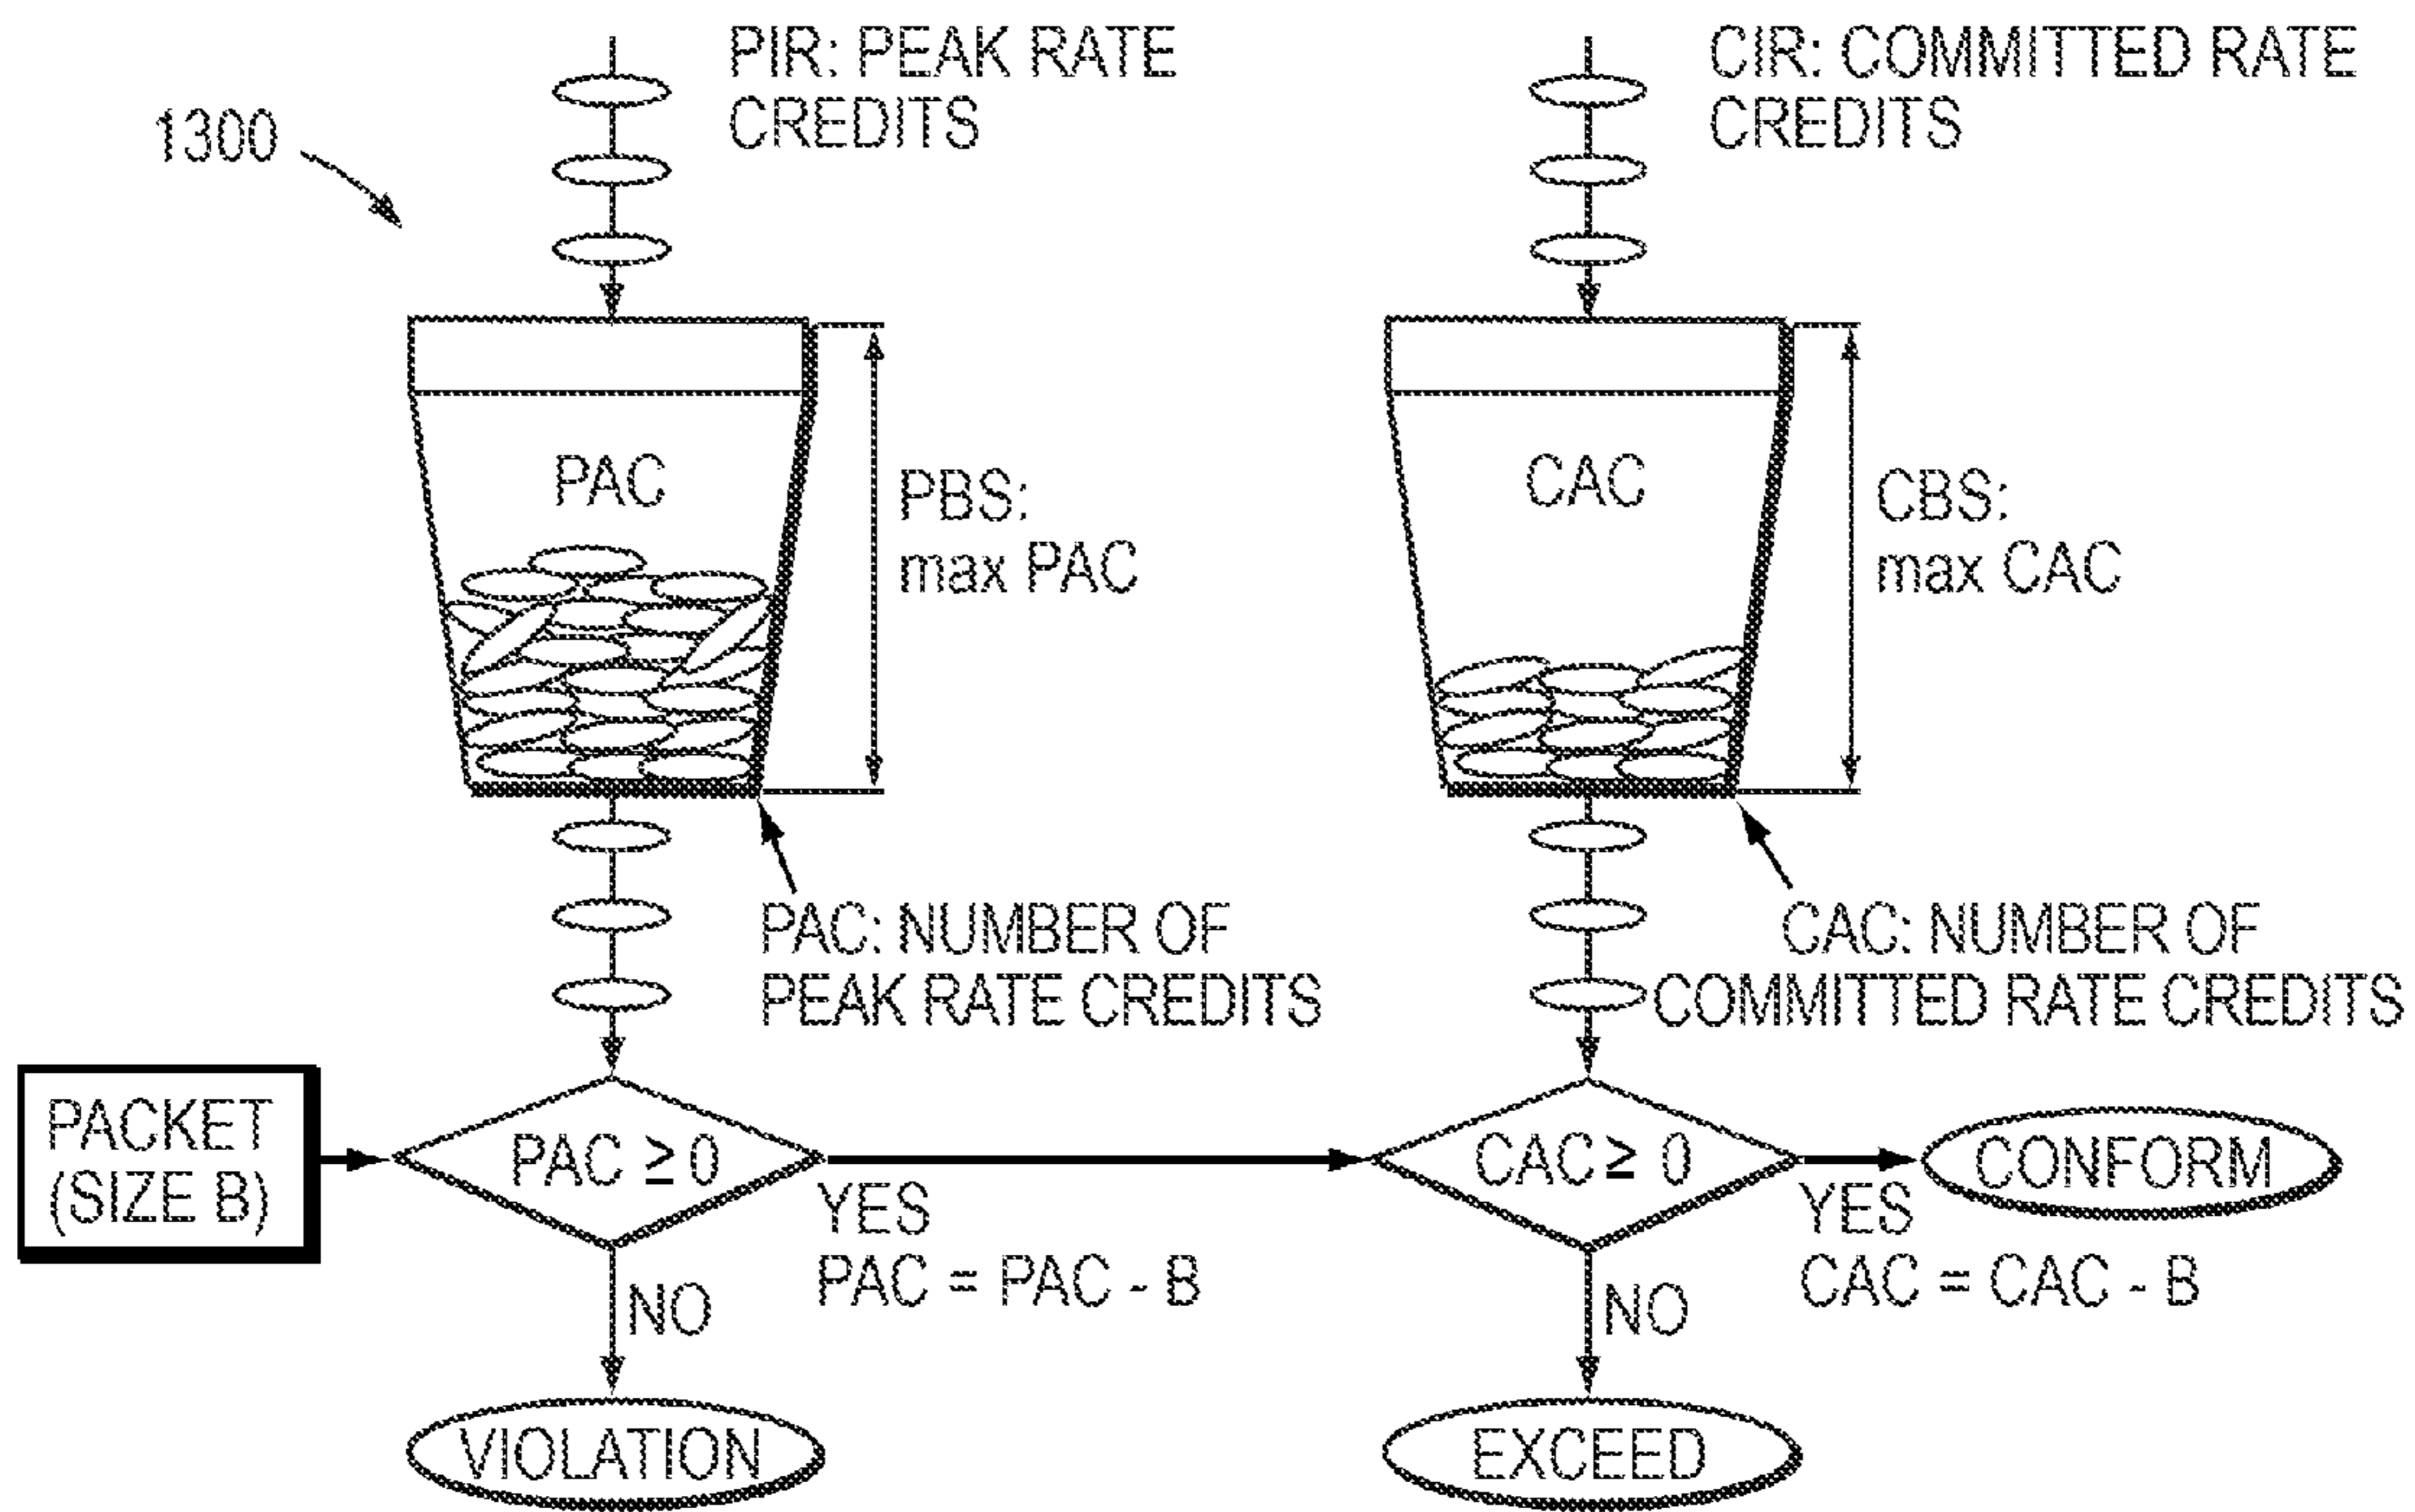 PIR: PEAK RATE
CREDITS
CIR: COMMITTED RATE
CREDITS
1300
PAC
PBS:
max PAC
CAC
CBS:
max CAC
PAC: NUMBER OF
PEAK RATE CREDITS
CAC: NUMBER OF
COMMITTED RATE CREDITS
PACKET
(SIZE B)
PAC ≥ 0
YES
PAC = PAC - B
NO
VIOLATION
CAC ≥ 0
YES
CAC = CAC - B
CONFORM
NO
EXCEED